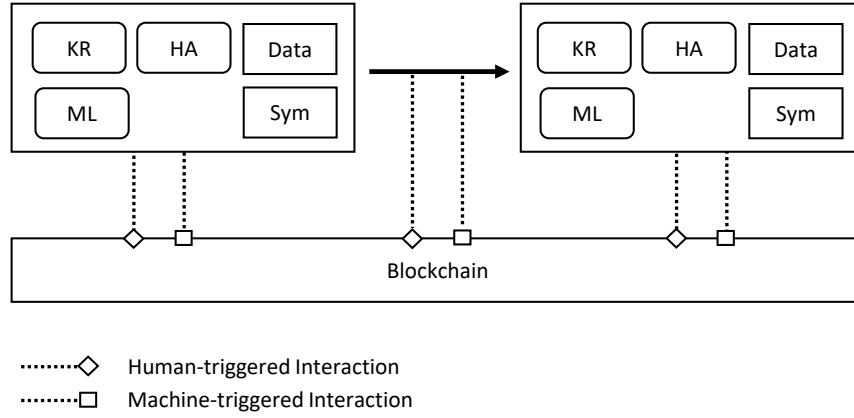 KR HA Data KR HA Data
ML Sym ML Sym
Blockchain
Human-triggered Interaction
Machine-triggered Interaction